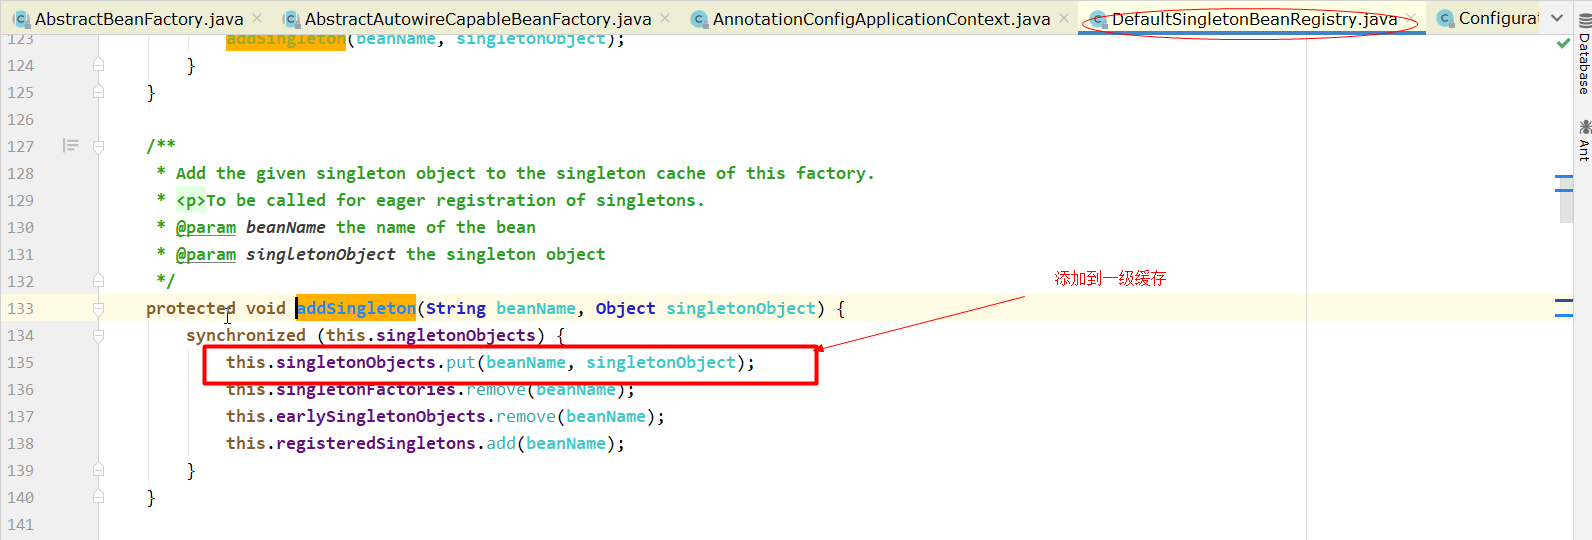 AbstractBeanFactory.java
AbstractAutowireCapableBeanFactory.java
AnnotationConfigApplicationContext.java
DefaultSingletonBeanRegistry.java
Configurat
Database
Ant
123 addSingleton(beanName, singletonObject);
124 }
125 }
126
127 /**
128 * Add the given singleton object to the singleton cache of this factory.
129 * <p>To be called for eager registration of singletons.
130 * @param beanName the name of the bean
131 * @param singletonObject the singleton object
132 */
添加到一级缓存
133 protected void addSingleton(String beanName, Object singletonObject) {
134 synchronized (this.singletonObjects) {
135 this.singletonObjects.put(beanName, singletonObject);
136 this.singletonFactories.remove(beanName);
137 this.earlySingletonObjects.remove(beanName);
138 this.registeredSingletons.add(beanName);
139 }
140 }
141